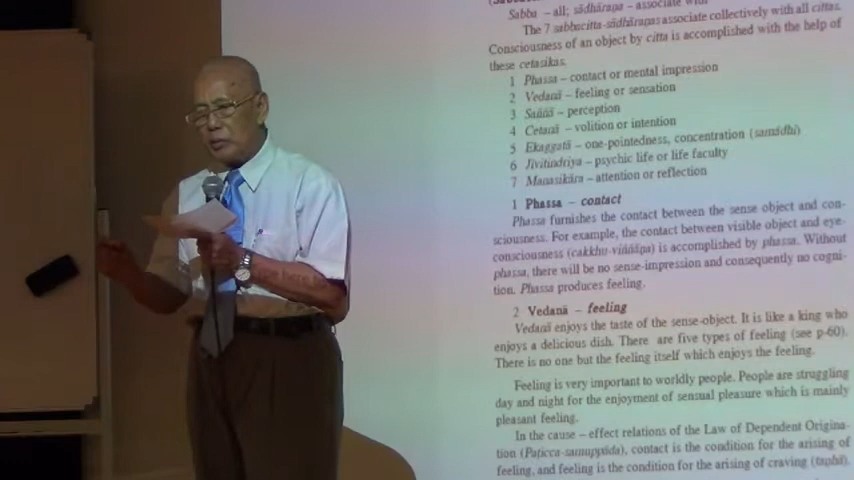 Sabba – all; sādhāraṇa – associate with
The 7 sabbacitta-sādhāraṇas associate collectively with all cittas.
Consciousness of an object by citta is accomplished with the help of
these cetasikas.
1 Phassa – contact or mental impression
2 Vedanā – feeling or sensation
3 Saññā – perception
4 Cetanā – volition or intention
5 Ekaggatā – one-pointedness, concentration (samādhi)
6 Jīvitindriya – psychic life or life faculty
7 Manasikāra – attention or reflection
1 Phassa – contact
Phassa furnishes the contact between the sense object and con-
sciousness. For example, the contact between visible object and eye-
consciousness (cakkhu-viññāṇa) is accomplished by phassa. Without
phassa, there will be no sense-impression and consequently no cogni-
tion. Phassa produces feeling.
2 Vedanā – feeling
Vedanā enjoys the taste of the sense-object. It is like a king who
enjoys a delicious dish. There are five types of feeling (see p-60).
There is no one but the feeling itself which enjoys the feeling.
Feeling is very important to worldly people. People are struggling
day and night for the enjoyment of sensual pleasure which is mainly
pleasant feeling.
In the cause – effect relations of the Law of Dependent Origina-
tion (Paṭicca-samuppāda), contact is the condition for the arising of
feeling, and feeling is the condition for the arising of craving (taṇhā).